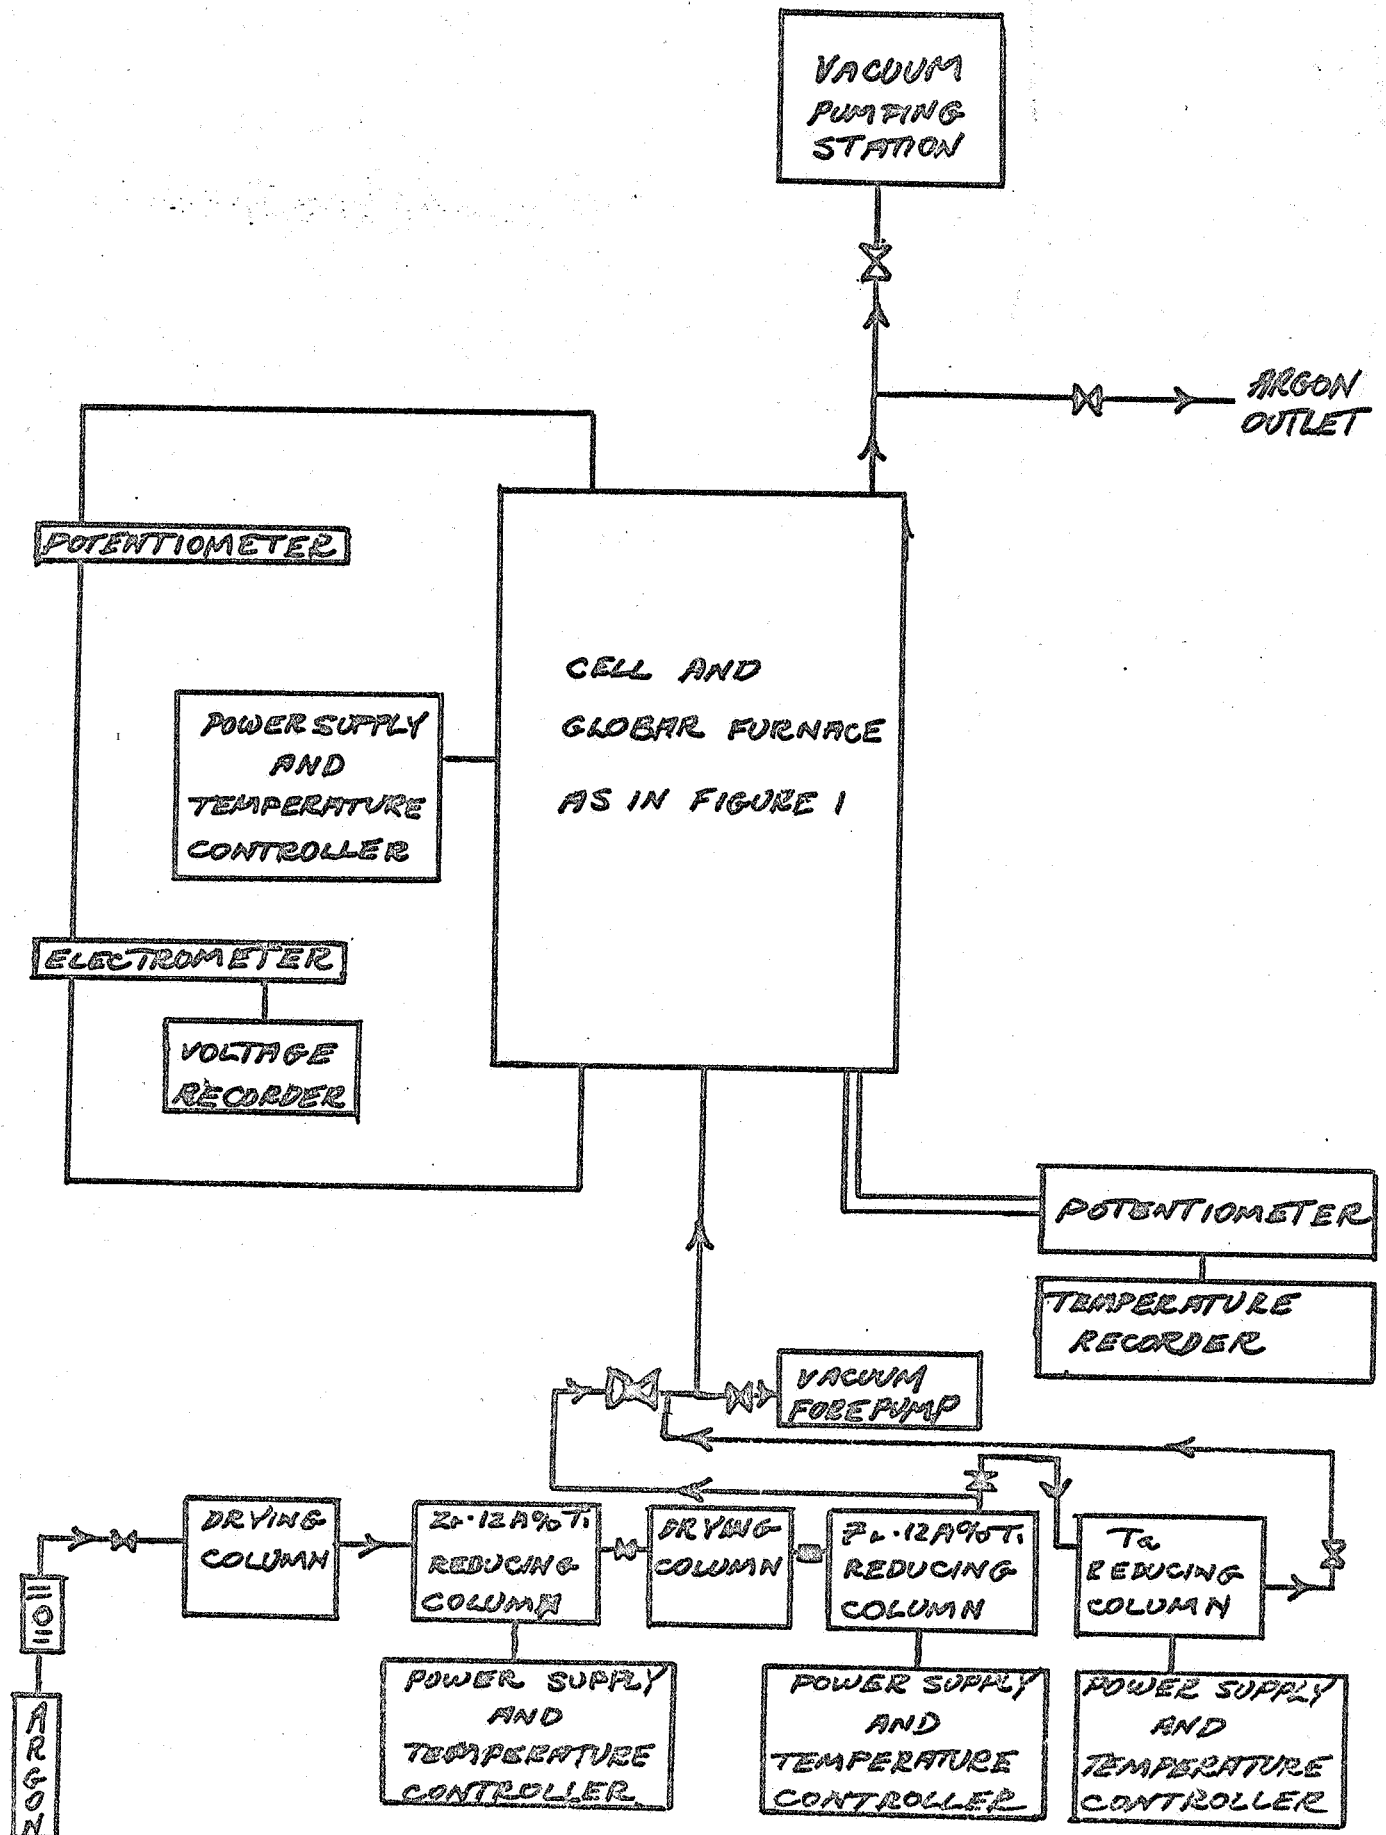 VACUUM
PUMPING
STATION
ARGON
OUTLET
POTENTIOMETER
CELL AND
GLOBAR FURNACE
AS IN FIGURE 1
POWER SUPPLY
AND
TEMPERATURE
CONTROLLER
ELECTROMETER
VOLTAGE
RECORDER
POTENTIOMETER
TEMPERATURE
RECORDER
VACUUM
FOREPUMP
DRYING
COLUMN
Zr·12A%Ti
REDUCING
COLUMN
DRYING
COLUMN
Zr·12A%Ti
REDUCING
COLUMN
Ta
REDUCING
COLUMN
POWER SUPPLY
AND
TEMPERATURE
CONTROLLER
POWER SUPPLY
AND
TEMPERATURE
CONTROLLER
POWER SUPPLY
AND
TEMPERATURE
CONTROLLER
ARGON